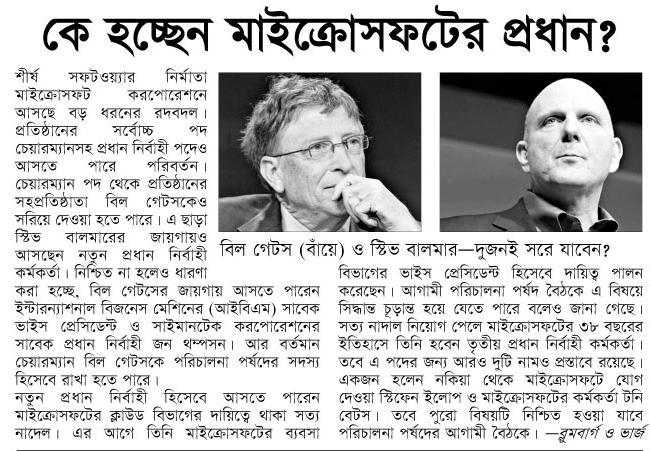 কে হচ্ছেন মাইক্রোসফটের প্রধান?
শীর্ষ সফটওয়্যার নির্মাতা
মাইক্রোসফট করপোরেশনে
আসছে বড় ধরনের রদবদল।
প্রতিষ্ঠানের সর্বোচ্চ পদ
চেয়ারম্যানসহ প্রধান নির্বাহী পদেও
আসতে পারে পরিবর্তন।
চেয়ারম্যান পদ থেকে প্রতিষ্ঠানের
সহপ্রতিষ্ঠাতা বিল গেটসকেও
সরিয়ে দেওয়া হতে পারে। এ ছাড়া
স্টিভ বালমারের জায়গায়ও
আসছেন নতুন প্রধান নির্বাহী
কর্মকর্তা। নিশ্চিত না হলেও ধারণা
করা হচ্ছে, বিল গেটসের জায়গায় আসতে পারেন
ইন্টারন্যাশনাল বিজনেস মেশিনের (আইবিএম) সাবেক
ভাইস প্রেসিডেন্ট ও সাইমানটেক করপোরেশনের
সাবেক প্রধান নির্বাহী জন থম্পসন। আর বর্তমান
চেয়ারম্যান বিল গেটসকে পরিচালনা পর্ষদের সদস্য
হিসেবে রাখা হতে পারে।
নতুন প্রধান নির্বাহী হিসেবে আসতে পারেন
মাইক্রোসফটের ক্লাউড বিভাগের দায়িত্বে থাকা সত্য
নাদেল। এর আগে তিনি মাইক্রোসফটের ব্যবসা
বিল গেটস (বাঁয়ে) ও স্টিভ বালমার—দুজনই সরে যাবেন?
বিভাগের ভাইস প্রেসিডেন্ট হিসেবে দায়িত্ব পালন
করেছেন। আগামী পরিচালনা পর্ষদ বৈঠকে এ বিষয়ে
সিদ্ধান্ত চূড়ান্ত হয়ে যেতে পারে বলেও জানা গেছে।
সত্য নাদাল নিয়োগ পেলে মাইক্রোসফটের ৩৮ বছরের
ইতিহাসে তিনি হবেন তৃতীয় প্রধান নির্বাহী কর্মকর্তা।
তবে এ পদের জন্য আরও দুটি নামও প্রস্তাবে রয়েছে।
একজন হলেন নকিয়া থেকে মাইক্রোসফটে যোগ
দেওয়া স্টিফেন ইলোপ ও মাইক্রোসফটের কর্মকর্তা টনি
বেটস। তবে পুরো বিষয়টি নিশ্চিত হওয়া যাবে
পরিচালনা পর্ষদের আগামী বৈঠকে। —ব্লুমবার্গ ও ভার্জ